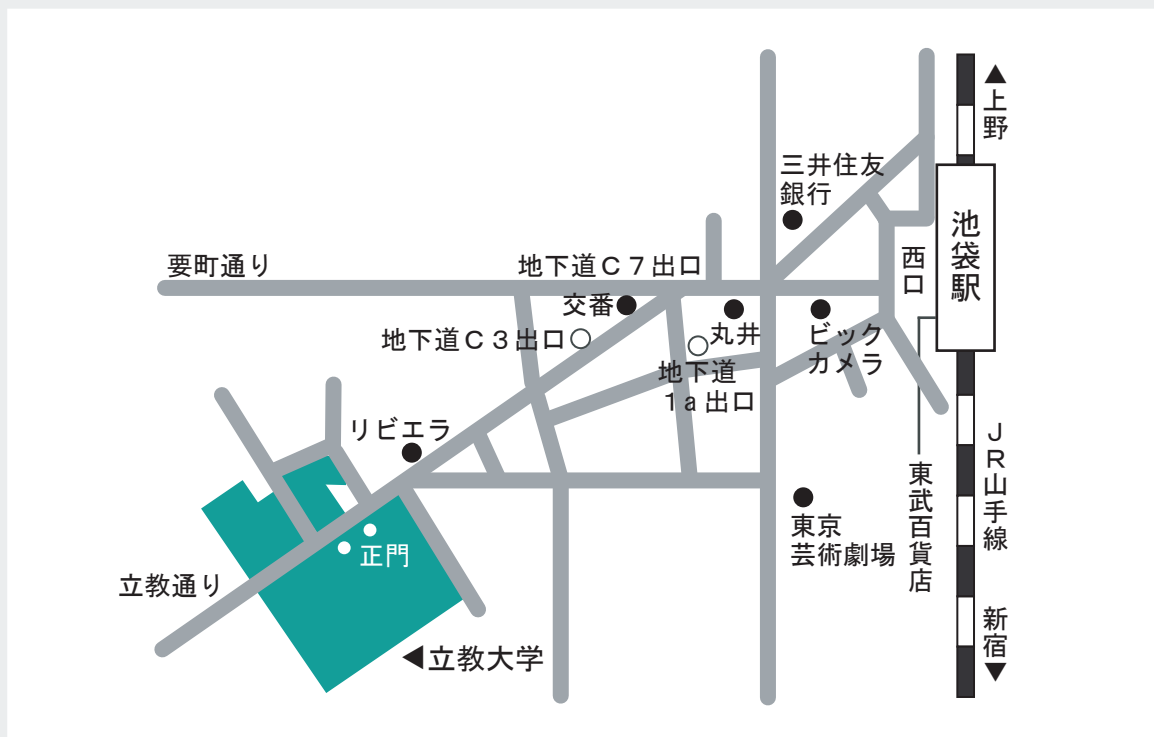 ▲上野
三井住友
銀行
池袋駅
西口
要町通り
地下道C7出口
交番
丸井
ビック
カメラ
地下道C3出口
地下道
1a出口
リビエラ
JR山手線
東武百貨店
東京
芸術劇場
正門
立教通り
◀立教大学
新宿▼